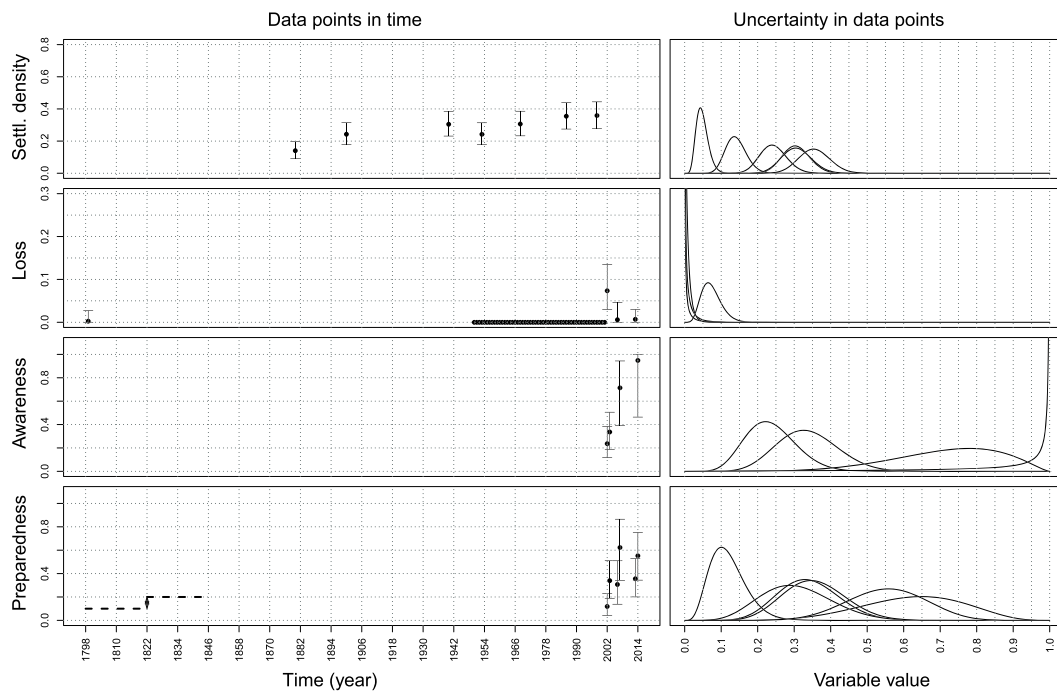 Data points in time
Uncertainty in data points
Settl. density
0.0 0.2 0.4 0.6 0.8
Loss
0.0 0.1 0.2 0.3
Awareness
0.0 0.4 0.8
Preparedness
0.0 0.4 0.8
1798 1810 1822 1834 1846 1858 1870 1882 1894 1906 1918 1930 1942 1954 1966 1978 1990 2002 2014
0.0 0.1 0.2 0.3 0.4 0.5 0.6 0.7 0.8 0.9 1.0
Time (year)
Variable value